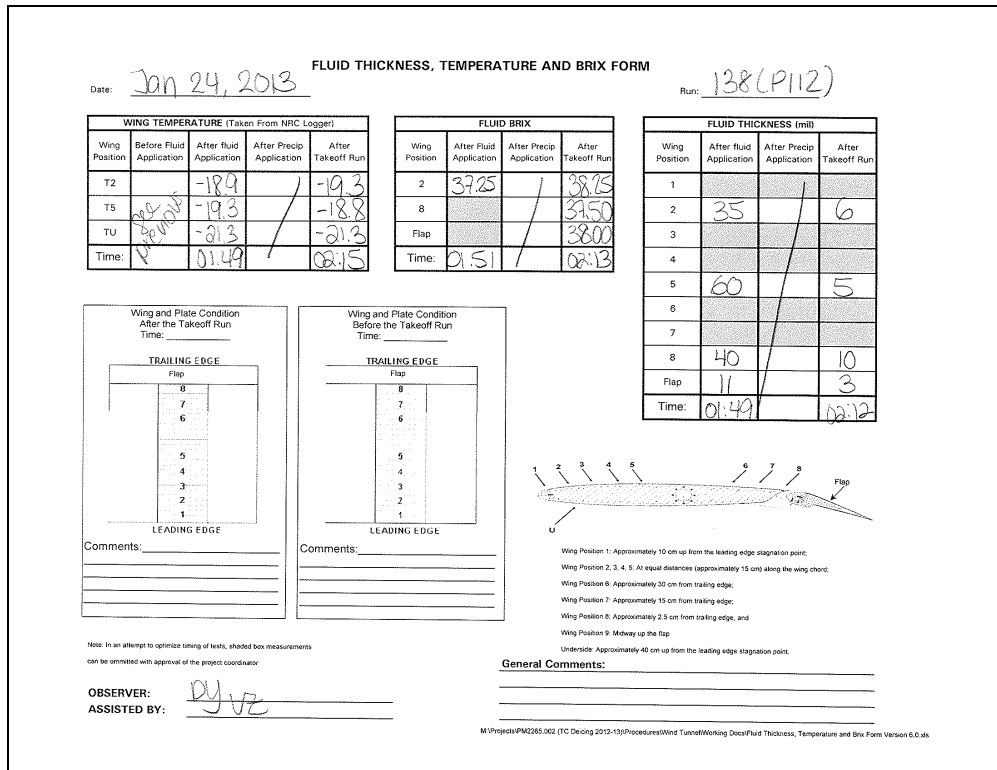 FLUID THICKNESS, TEMPERATURE AND BRIX FORM
Date: Jan 24, 2013
Run: 138 (P112)
WING TEMPERATURE (Taken From NRC Logger)
Wing Position Before Fluid Application After fluid Application After Precip Application After Takeoff Run
T2 -18.9 -19.3
T5 -19.3 -18.8
TU -21.3 -21.3
see previous
Time: 01:49 02:15
FLUID BRIX
Wing Position After Fluid Application After Precip Application After Takeoff Run
2 37.25 38.25
8 37.50
Flap 38.00
Time: 01:51 02:13
FLUID THICKNESS (mil)
Wing Position After fluid Application After Precip Application After Takeoff Run
1
2 35 6
3
4
5 60 5
6
7
8 40 10
Flap 11 3
Time: 01:49 02:12
Wing and Plate Condition
After the Takeoff Run
Time:
TRAILING EDGE
Flap
8
7
6
5
4
3
2
1
LEADING EDGE
Comments:
Wing and Plate Condition
Before the Takeoff Run
Time:
TRAILING EDGE
Flap
8
7
6
5
4
3
2
1
LEADING EDGE
Comments:
1 2 3 4 5 6 7 8 Flap
U
Wing Position 1: Approximately 10 cm up from the leading edge stagnation point;
Wing Position 2, 3, 4, 5: At equal distances (approximately 15 cm) along the wing chord;
Wing Position 6: Approximately 30 cm from trailing edge;
Wing Position 7: Approximately 15 cm from trailing edge;
Wing Position 8: Approximately 2.5 cm from trailing edge; and
Wing Position 9: Midway up the flap
Underside: Approximately 40 cm up from the leading edge stagnation point.
Note: In an attempt to optimize timing of tests, shaded box measurements
can be ommitted with approval of the project coordinator
General Comments:
OBSERVER: DY
ASSISTED BY: VZ
M:\Projects\PM2265.002 (TC Deicing 2012-13)\Procedures\Wind Tunnel\Working Docs\Fluid Thickness, Temperature and Brix Form Version 6.0.xls